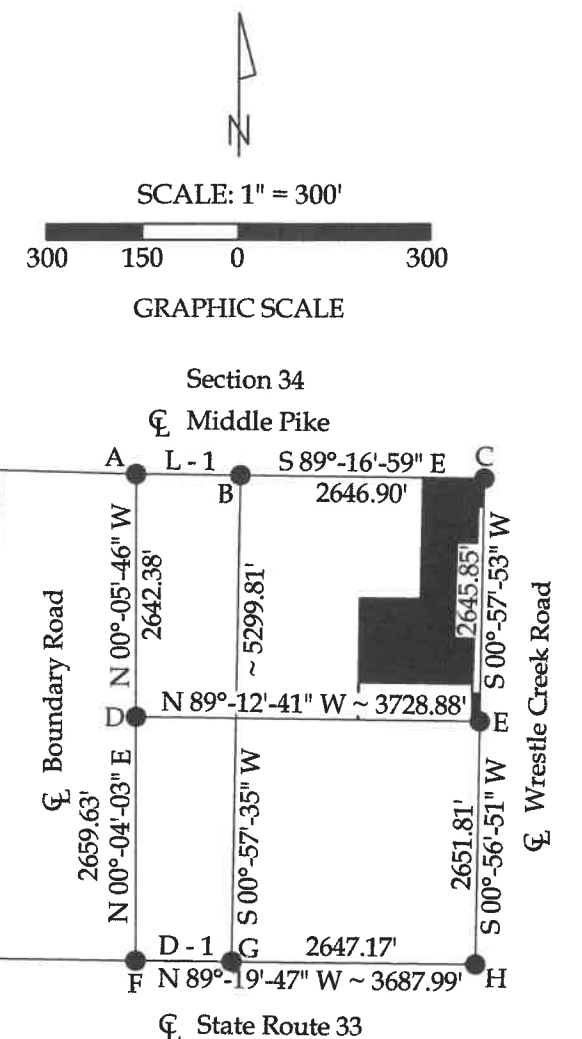 N
SCALE: 1" = 300'
300 150 0 300
GRAPHIC SCALE
Section 34
℄ Middle Pike
A L - 1 S 89°-16'-59" E C
B 2646.90'
N 00°-05'-46" W
2642.38'
~ 5299.81'
2645.85'
S 00°-57'-53" W
℄ Boundary Road
℄ Wrestle Creek Road
N 89°-12'-41" W ~ 3728.88'
D E
2659.63'
N 00°-04'-03" E
S 00°-57'-35" W
2651.81'
S 00°-56'-51" W
D - 1 G 2647.17'
F N 89°-19'-47" W ~ 3687.99' H
℄ State Route 33